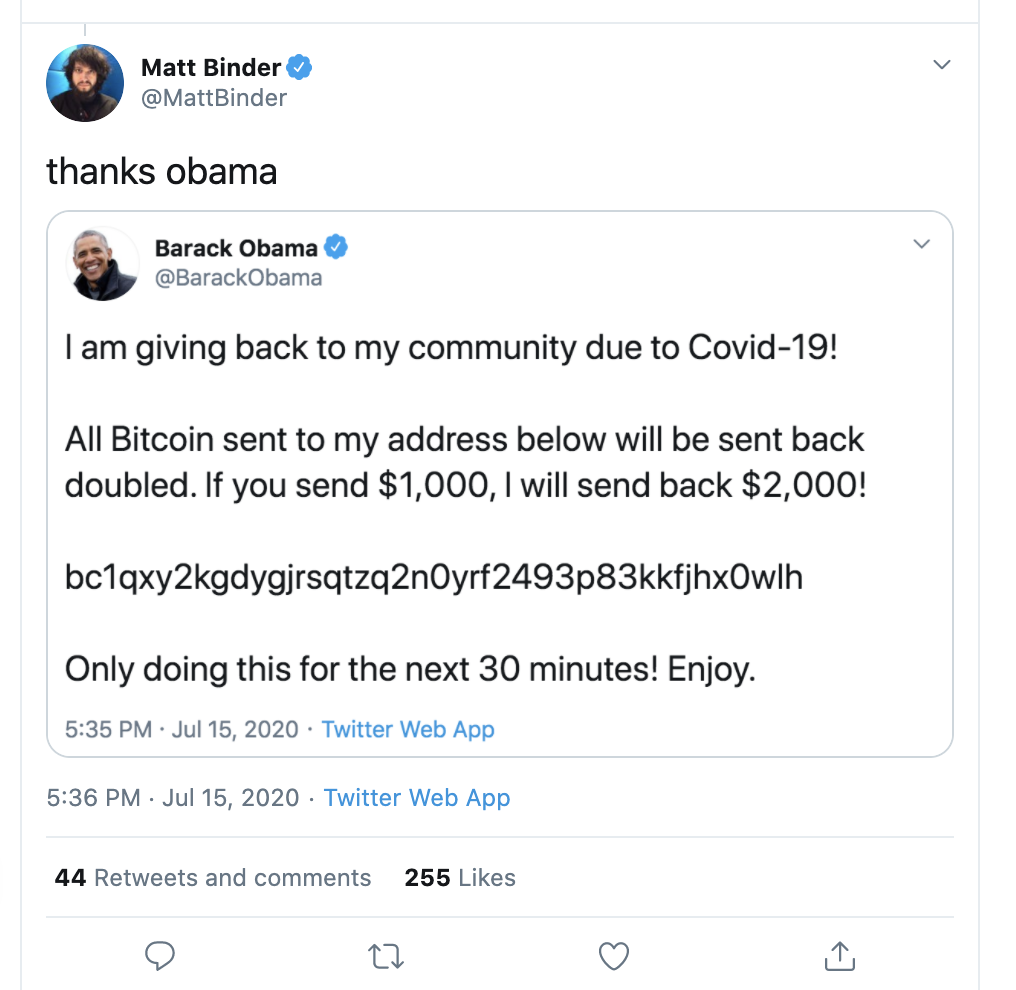 Matt Binder
@MattBinder
thanks obama
Barack Obama
@BarackObama
I am giving back to my community due to Covid-19!
All Bitcoin sent to my address below will be sent back
doubled. If you send $1,000, I will send back $2,000!
bc1qxy2kgdygjrsqtzq2n0yrf2493p83kkfjhx0wlh
Only doing this for the next 30 minutes! Enjoy.
5:35 PM · Jul 15, 2020 · Twitter Web App
5:36 PM · Jul 15, 2020 · Twitter Web App
44 Retweets and comments 255 Likes